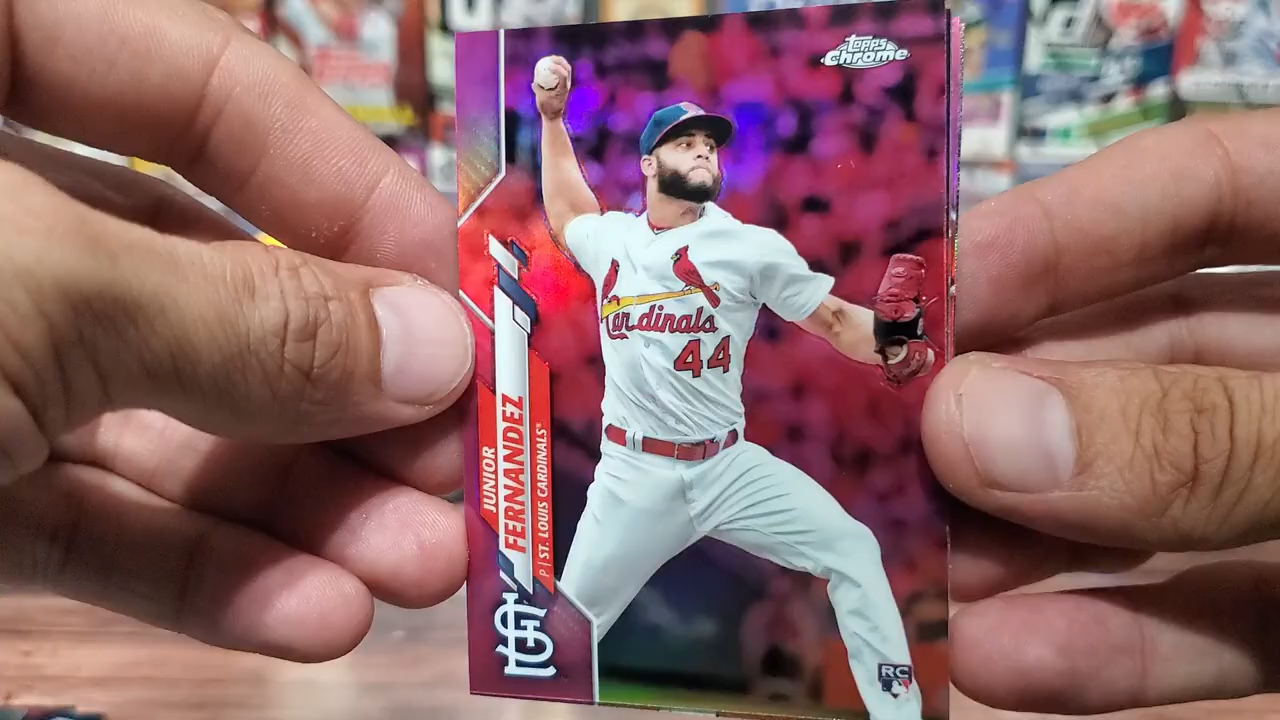 Topps
Chrome
Cardinals
44
JUNIOR
FERNANDEZ
P | ST. LOUIS CARDINALS®
STL
RC